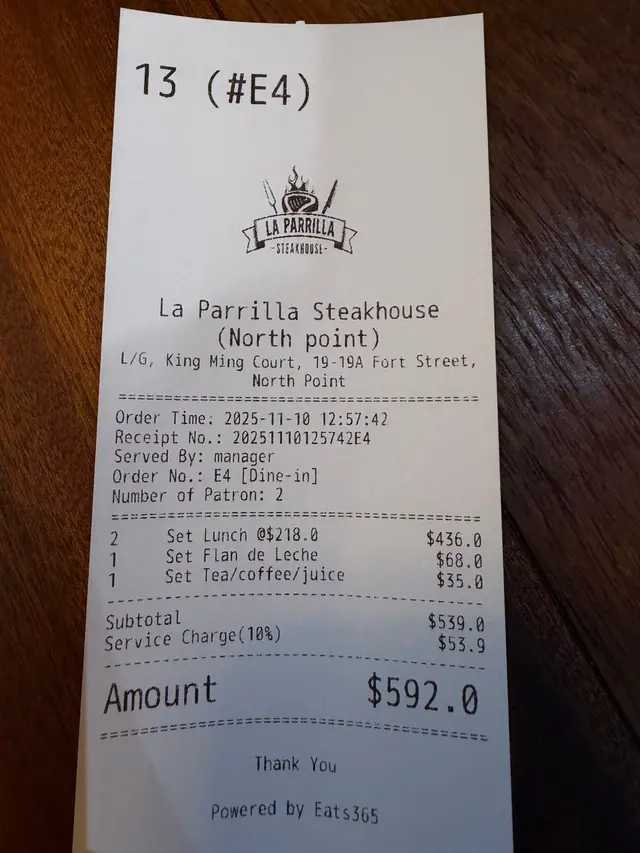 13 (#E4)
LA PARRILLA
-STEAKHOUSE-
La Parrilla Steakhouse
(North point)
L/G, King Ming Court, 19-19A Fort Street,
North Point
Order Time: 2025-11-10 12:57:42
Receipt No.: 20251110125742E4
Served By: manager
Order No.: E4 [Dine-in]
Number of Patron: 2
2 Set Lunch @$218.0 $436.0
1 Set Flan de Leche $68.0
1 Set Tea/coffee/juice $35.0
Subtotal $539.0
Service Charge(10%) $53.9
Amount $592.0
Thank You
Powered by Eats365